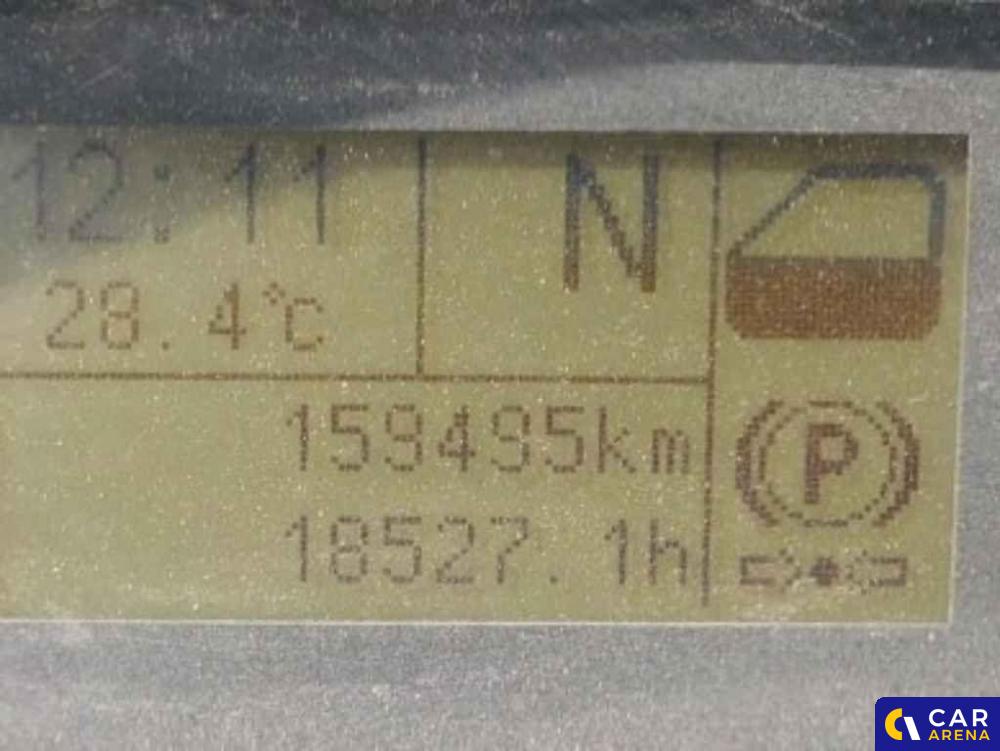 12:11
N
28.4°C
159495km
P
18527.1h
CAR
ARENA